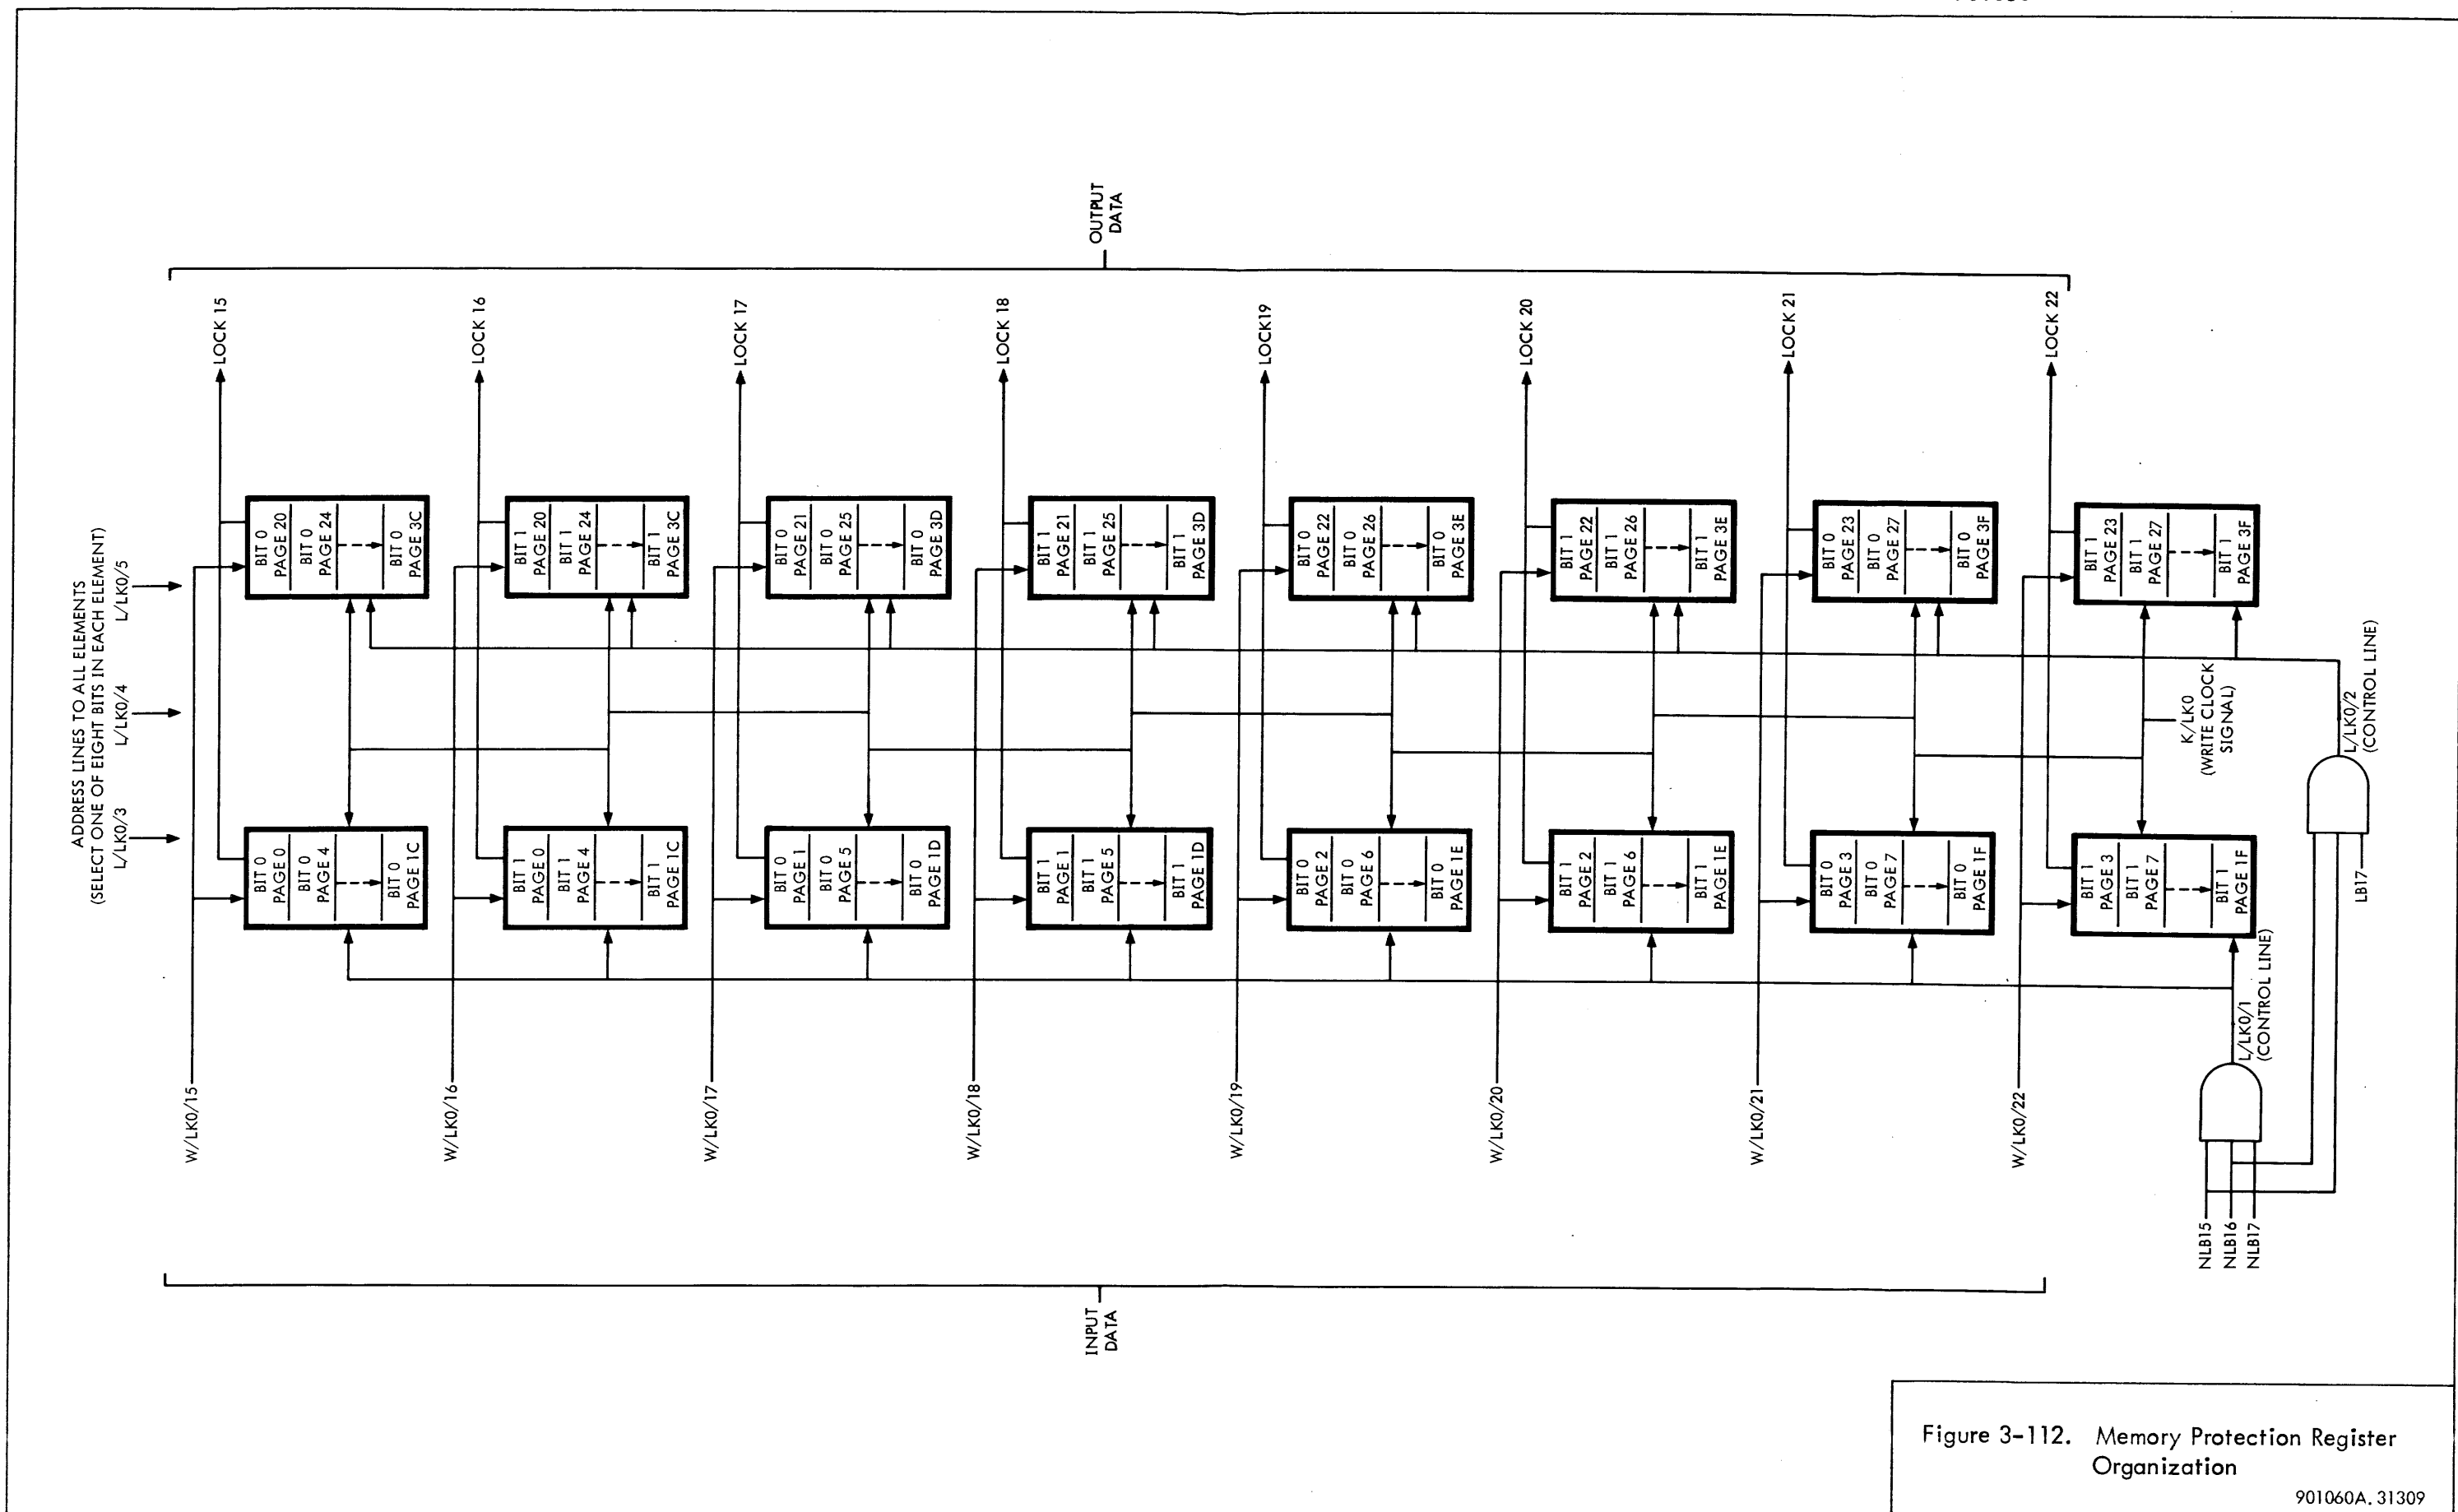 ADDRESS LINES TO ALL ELEMENTS
(SELECT ONE OF EIGHT BITS IN EACH ELEMENT)
L/LK0/3
L/LK0/4
L/LK0/5
OUTPUT
DATA
LOCK 15
LOCK 16
LOCK 17
LOCK 18
LOCK19
LOCK 20
LOCK 21
LOCK 22
BIT 0
PAGE 20
BIT 0
PAGE 24
BIT 0
PAGE 3C
BIT 1
PAGE 20
BIT 1
PAGE 24
BIT 1
PAGE 3C
BIT 0
PAGE 21
BIT 0
PAGE 25
BIT 0
PAGE 3D
BIT 1
PAGE 21
BIT 1
PAGE 25
BIT 1
PAGE 3D
BIT 0
PAGE 22
BIT 0
PAGE 26
BIT 0
PAGE 3E
BIT 1
PAGE 22
BIT 1
PAGE 26
BIT 1
PAGE 3E
BIT 0
PAGE 23
BIT 0
PAGE 27
BIT 0
PAGE 3F
BIT 1
PAGE 23
BIT 1
PAGE 27
BIT 1
PAGE 3F
BIT 0
PAGE 0
BIT 0
PAGE 4
BIT 0
PAGE 1C
BIT 1
PAGE 0
BIT 1
PAGE 4
BIT 1
PAGE 1C
BIT 0
PAGE 1
BIT 0
PAGE 5
BIT 0
PAGE 1D
BIT 1
PAGE 1
BIT 1
PAGE 5
BIT 1
PAGE 1D
BIT 0
PAGE 2
BIT 0
PAGE 6
BIT 0
PAGE 1E
BIT 1
PAGE 2
BIT 1
PAGE 6
BIT 1
PAGE 1E
BIT 0
PAGE 3
BIT 0
PAGE 7
BIT 0
PAGE 1F
BIT 1
PAGE 3
BIT 1
PAGE 7
BIT 1
PAGE 1F
K/LK0
(WRITE CLOCK
SIGNAL)
L/LK0/2
(CONTROL LINE)
LB17
L/LK0/1
(CONTROL LINE)
W/LK0/15
W/LK0/16
W/LK0/17
W/LK0/18
W/LK0/19
W/LK0/20
W/LK0/21
W/LK0/22
NLB15
NLB16
NLB17
INPUT
DATA
Figure 3-112. Memory Protection Register
Organization
901060A. 31309